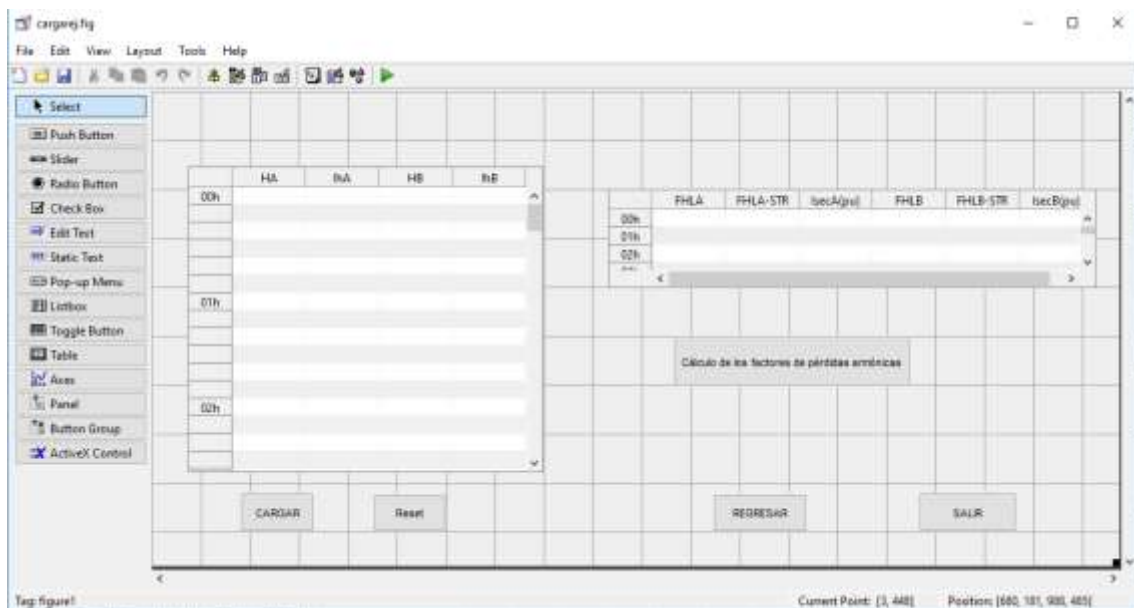 cargarej.fig
File Edit View Layout Tools Help
Select
Push Button
Slider
Radio Button
Check Box
Edit Text
Static Text
Pop-up Menu
Listbox
Toggle Button
Table
Axes
Panel
Button Group
ActiveX Control
HA IhA HB IhB
00h
01h
02h
FHLA FHLA-STR IsecA(pu) FHLB FHLB-STR IsecB(pu)
00h
01h
02h
Cálculo de los factores de pérdidas armónicas
CARGAR Reset REGRESAR SALIR
Tag: figure1 Current Point: [3, 448] Position: [680, 181, 988, 485]